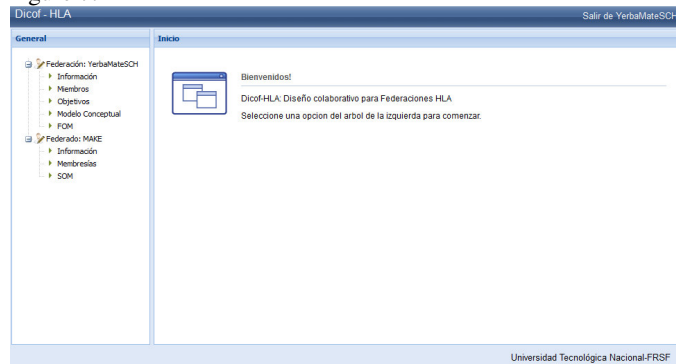 Dicof - HLA
Salir de YerbaMateSCH
General
Inicio
Federación: YerbaMateSCH
Información
Miembros
Objetivos
Modelo Conceptual
FOM
Federado: MAKE
Información
Membresías
SOM
Bienvenidos!
Dicof-HLA: Diseño colaborativo para Federaciones HLA
Seleccione una opcion del arbol de la izquierda para comenzar.
Universidad Tecnológica Nacional-FRSF